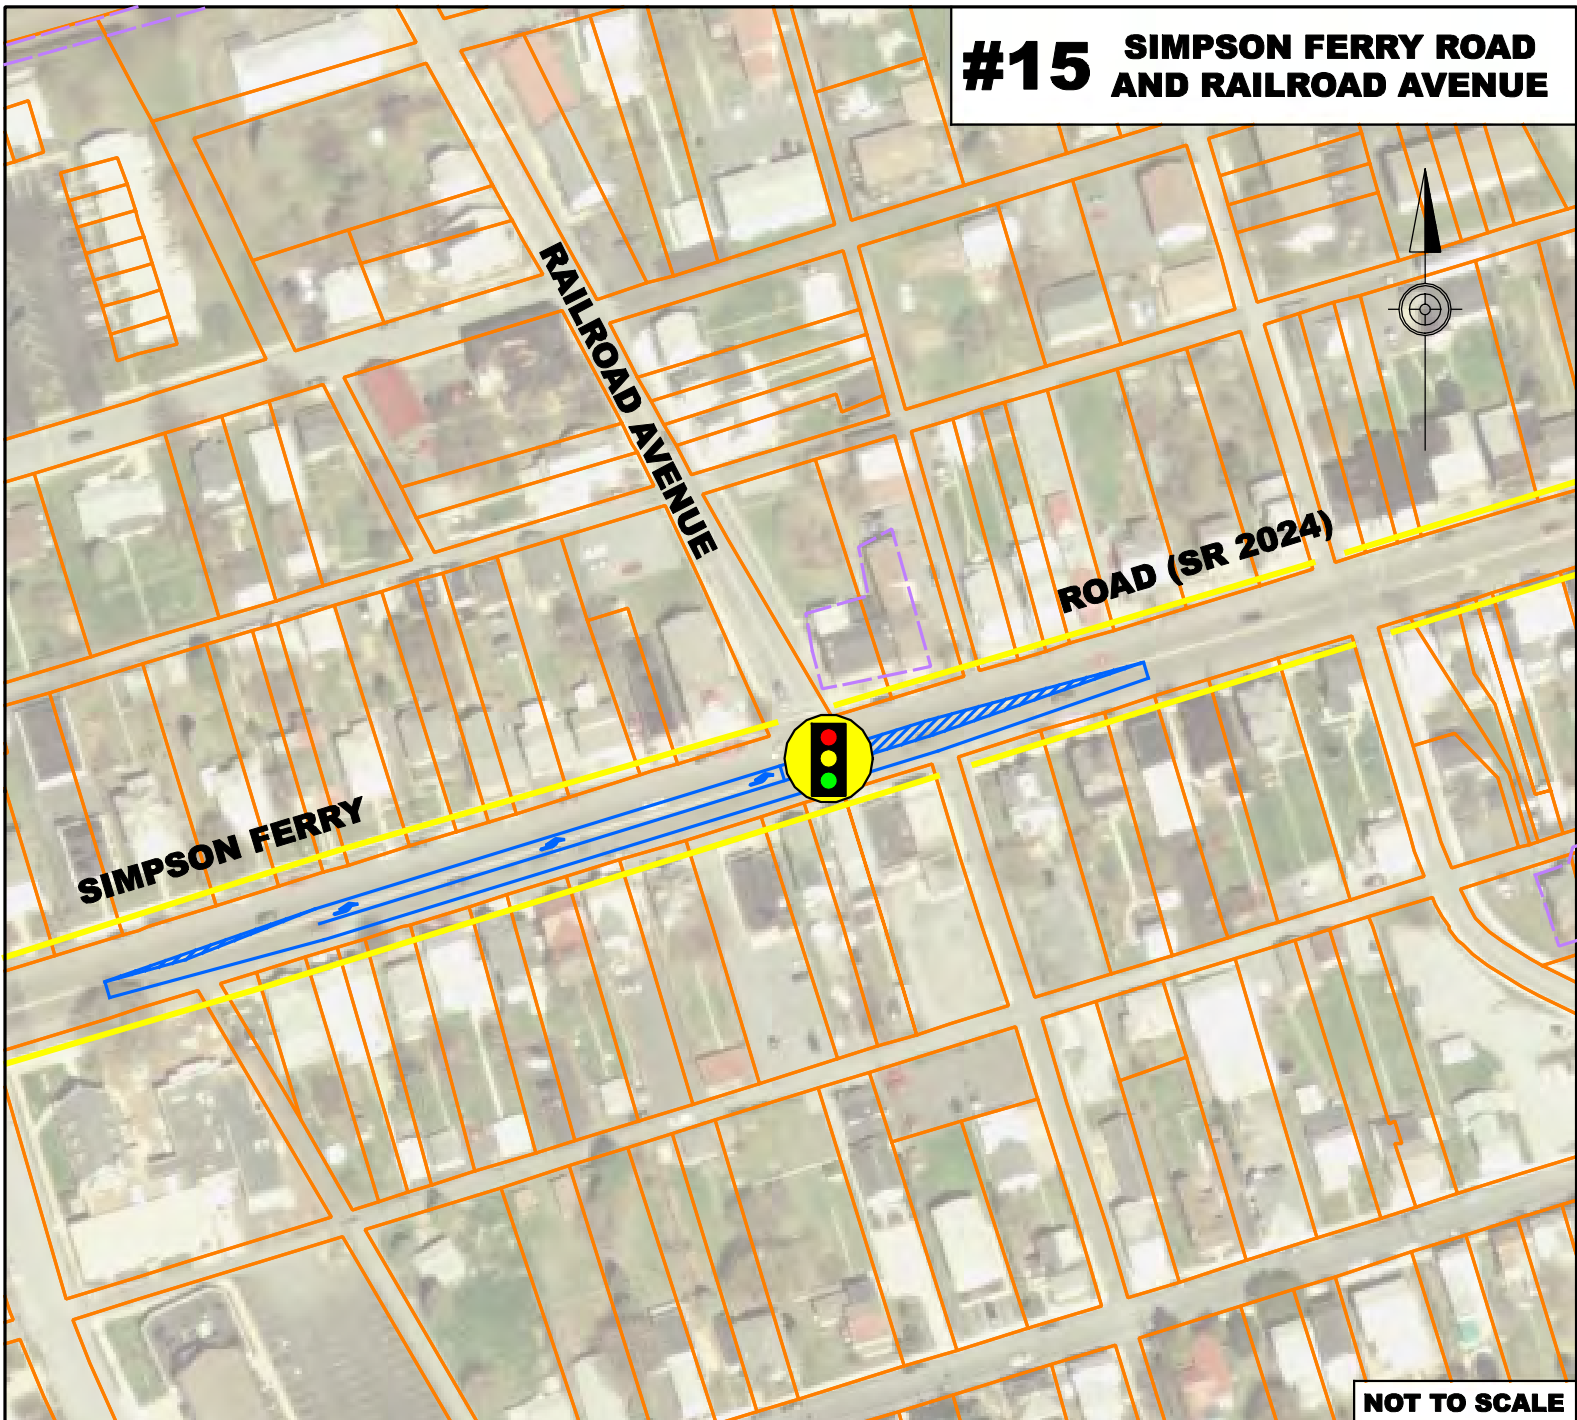 #15 SIMPSON FERRY ROAD
AND RAILROAD AVENUE
RAILROAD AVENUE
ROAD (SR 2024)
SIMPSON FERRY
NOT TO SCALE